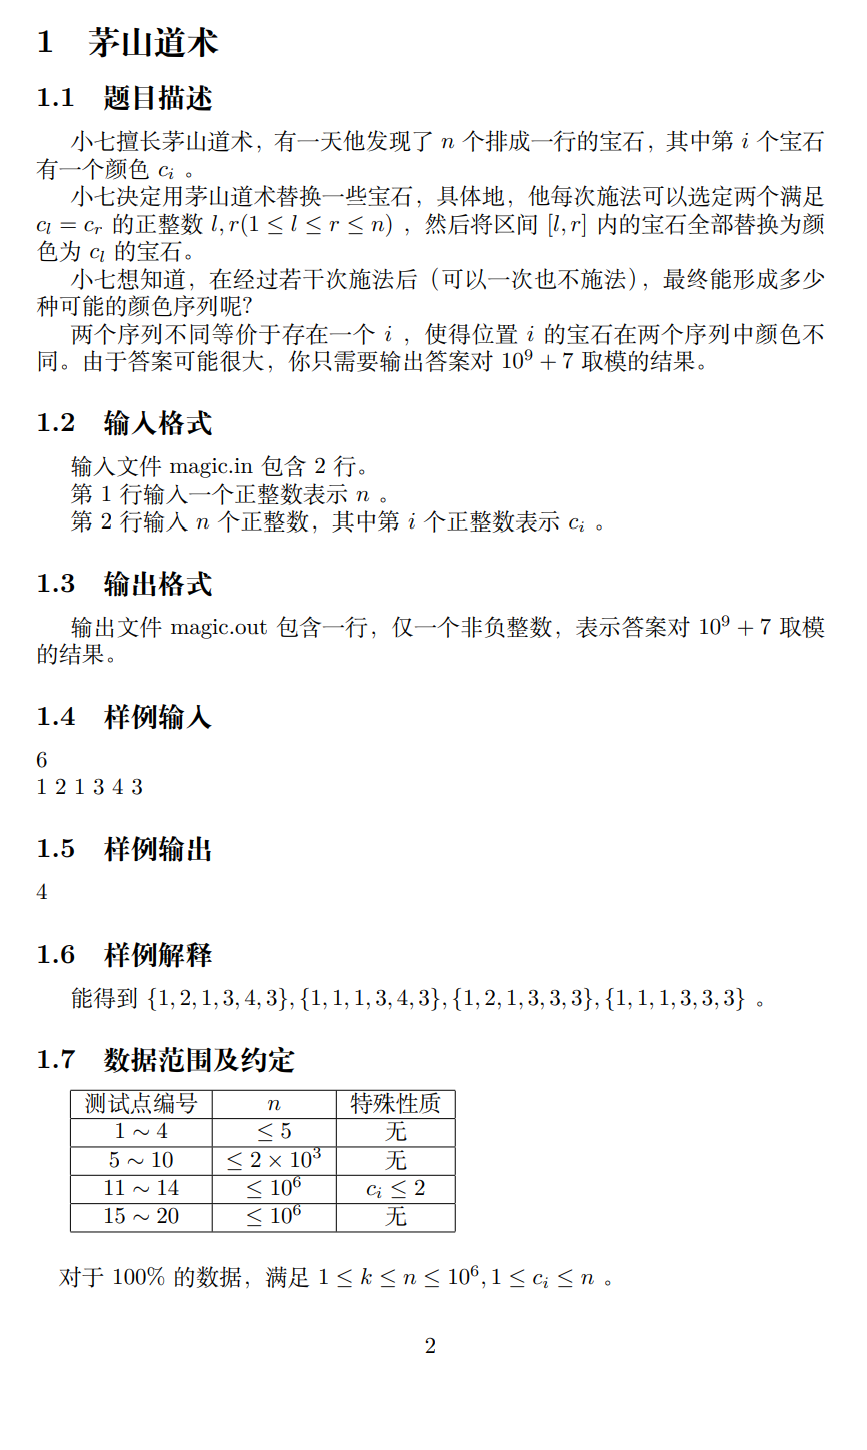 1 茅山道术
1.1 题目描述
小七擅长茅山道术，有一天他发现了 n 个排成一行的宝石，其中第 i 个宝石
有一个颜色 c_i 。
小七决定用茅山道术替换一些宝石，具体地，他每次施法可以选定两个满足
c_l = c_r 的正整数 l, r(1 ≤ l ≤ r ≤ n) ，然后将区间 [l, r] 内的宝石全部替换为颜
色为 c_l 的宝石。
小七想知道，在经过若干次施法后（可以一次也不施法），最终能形成多少
种可能的颜色序列呢？
两个序列不同等价于存在一个 i ，使得位置 i 的宝石在两个序列中颜色不
同。由于答案可能很大，你只需要输出答案对 10^9 + 7 取模的结果。
1.2 输入格式
输入文件 magic.in 包含 2 行。
第 1 行输入一个正整数表示 n 。
第 2 行输入 n 个正整数，其中第 i 个正整数表示 c_i 。
1.3 输出格式
输出文件 magic.out 包含一行，仅一个非负整数，表示答案对 10^9 + 7 取模
的结果。
1.4 样例输入
6
1 2 1 3 4 3
1.5 样例输出
4
1.6 样例解释
能得到 {1, 2, 1, 3, 4, 3}, {1, 1, 1, 3, 4, 3}, {1, 2, 1, 3, 3, 3}, {1, 1, 1, 3, 3, 3} 。
1.7 数据范围及约定
测试点编号 n 特殊性质
1 ∼ 4 ≤ 5 无
5 ∼ 10 ≤ 2 × 10^3 无
11 ∼ 14 ≤ 10^6 c_i ≤ 2
15 ∼ 20 ≤ 10^6 无
对于 100% 的数据，满足 1 ≤ k ≤ n ≤ 10^6, 1 ≤ c_i ≤ n 。
2